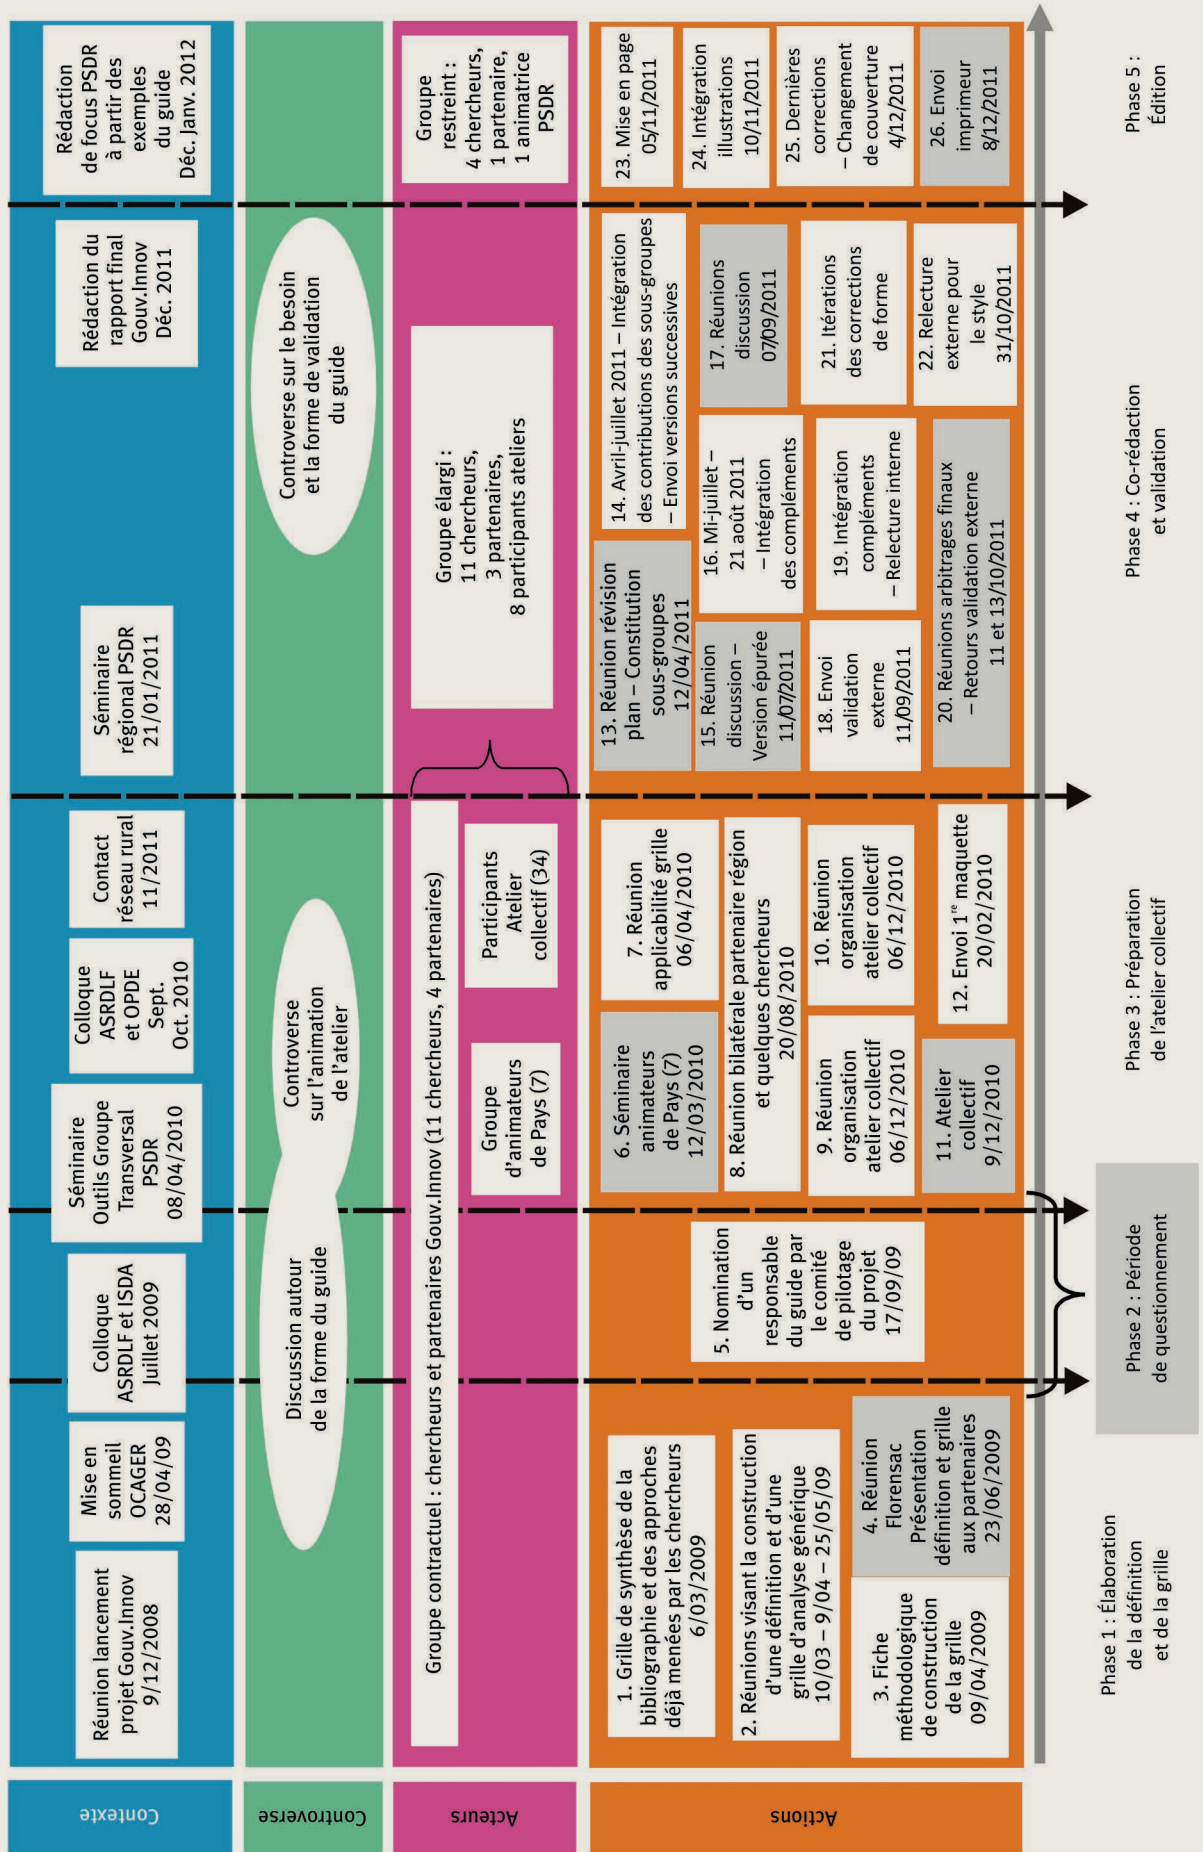 Contexte
Réunion lancement
projet Gouv.Innov
9/12/2008
Mise en
sommeil
OCAGER
28/04/09
Colloque
ASRDLF et ISDA
Juillet 2009
Séminaire
Outils Groupe
Transversal
PSDR
08/04/2010
Colloque
ASRDLF
et OPDE
Sept.
Oct. 2010
Contact
réseau rural
11/2011
Séminaire
régional PSDR
21/01/2011
Rédaction du
rapport final
Gouv.Innov
Déc. 2011
Rédaction
de focus PSDR
à partir des
exemples
du guide
Déc. Janv. 2012
Controverse
Discussion autour
de la forme du guide
Controverse
sur l'animation
de l'atelier
Controverse sur le besoin
et la forme de validation
du guide
Acteurs
Groupe contractuel : chercheurs et partenaires Gouv.Innov (11 chercheurs, 4 partenaires)
Groupe
d'animateurs
de Pays (7)
Participants
Atelier
collectif (34)
Groupe élargi :
11 chercheurs,
3 partenaires,
8 participants ateliers
Groupe
restreint :
4 chercheurs,
1 partenaire,
1 animatrice
PSDR
Actions
1. Grille de synthèse de la
bibliographie et des approches
déjà menées par les chercheurs
6/03/2009
2. Réunions visant la construction
d'une définition et d'une
grille d'analyse générique
10/03 – 9/04 – 25/05/09
3. Fiche
méthodologique
de construction
de la grille
09/04/2009
4. Réunion
Florensac
Présentation
définition et grille
aux partenaires
23/06/2009
5. Nomination
d'un
responsable
du guide par
le comité
de pilotage
du projet
17/09/09
6. Séminaire
animateurs
de Pays (7)
12/03/2010
7. Réunion
applicabilité grille
06/04/2010
8. Réunion bilatérale partenaire région
et quelques chercheurs
20/08/2010
9. Réunion
organisation
atelier collectif
06/12/2010
10. Réunion
organisation
atelier collectif
06/12/2010
11. Atelier
collectif
9/12/2010
12. Envoi 1re maquette
20/02/2010
13. Réunion révision
plan – Constitution
sous-groupes
12/04/2011
14. Avril-juillet 2011 – Intégration
des contributions des sous-groupes
– Envoi versions successives
15. Réunion
discussion –
Version épurée
11/07/2011
16. Mi-juillet –
21 août 2011
– Intégration
des compléments
17. Réunions
discussion
07/09/2011
18. Envoi
validation
externe
11/09/2011
19. Intégration
compléments
– Relecture interne
20. Réunions arbitrages finaux
– Retours validation externe
11 et 13/10/2011
21. Itérations
des corrections
de forme
22. Relecture
externe pour
le style
31/10/2011
23. Mise en page
05/11/2011
24. Intégration
illustrations
10/11/2011
25. Dernières
corrections
– Changement
de couverture
4/12/2011
26. Envoi
imprimeur
8/12/2011
Phase 1 : Élaboration
de la définition
et de la grille
Phase 2 : Période
de questionnement
Phase 3 : Préparation
de l'atelier collectif
Phase 4 : Co-rédaction
et validation
Phase 5 :
Édition